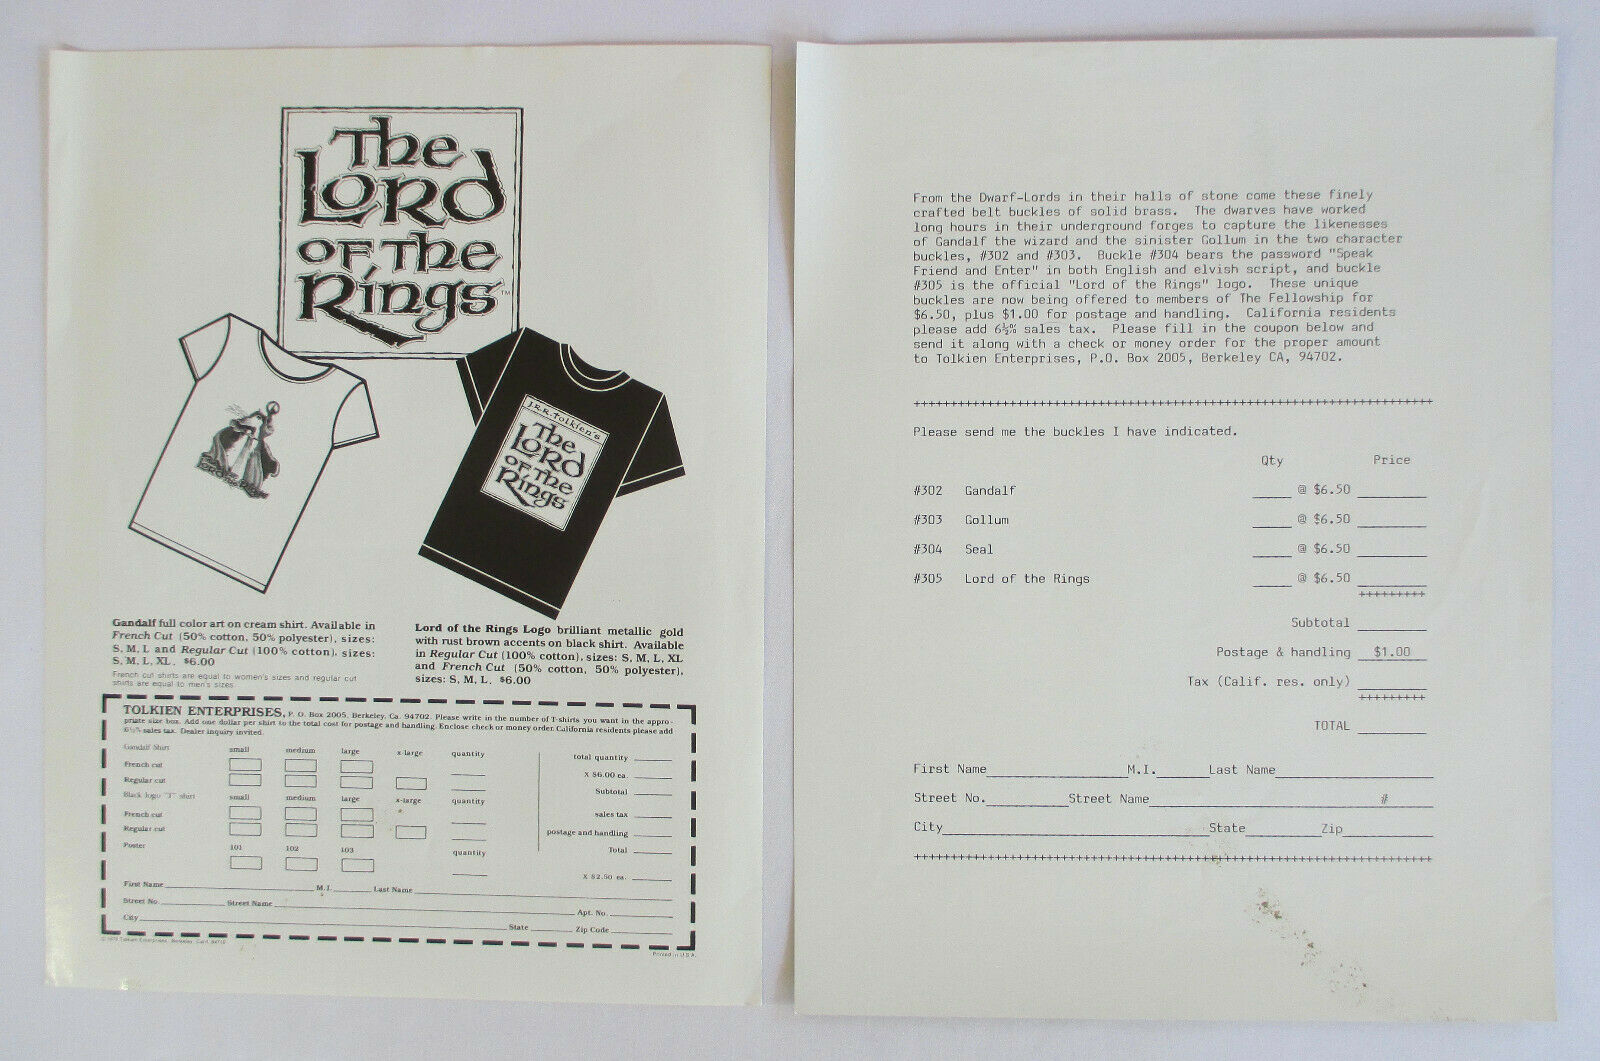 The
Lord
of the
Rings™
J.R.R. Tolkien's
The
Lord
of the
Rings
Gandalf full color art on cream shirt. Available in
French Cut (50% cotton, 50% polyester), sizes:
S, M, L and Regular Cut (100% cotton), sizes:
S, M, L, XL. $6.00
French cut shirts are equal to women's sizes and regular cut
shirts are equal to men's sizes
Lord of the Rings Logo brilliant metallic gold
with rust brown accents on black shirt. Available
in Regular Cut (100% cotton), sizes: S, M, L, XL
and French Cut (50% cotton, 50% polyester),
sizes: S, M, L. $6.00
TOLKIEN ENTERPRISES, P. O. Box 2005, Berkeley, Ca. 94702. Please write in the number of T-shirts you want in the appro-
priate size box. Add one dollar per shirt to the total cost for postage and handling. Enclose check or money order. California residents please add
6½% sales tax. Dealer inquiry invited.
Gandalf Shirt small medium large x-large quantity
French cut
Regular cut
Black logo "T" shirt small medium large x-large quantity
French cut
Regular cut
Poster 101 102 103 quantity
total quantity
X $6.00 ea.
Subtotal
sales tax
postage and handling
Total
X $2.50 ea.
First Name M.I. Last Name
Street No. Street Name Apt. No.
City State Zip Code
Tolkien Enterprises, Berkeley, Calif. 94710
Printed in U.S.A.
From the Dwarf-Lords in their halls of stone come these finely
crafted belt buckles of solid brass. The dwarves have worked
long hours in their underground forges to capture the likenesses
of Gandalf the wizard and the sinister Gollum in the two character
buckles, #302 and #303. Buckle #304 bears the password "Speak
Friend and Enter" in both English and elvish script, and buckle
#305 is the official "Lord of the Rings" logo. These unique
buckles are now being offered to members of The Fellowship for
$6.50, plus $1.00 for postage and handling. California residents
please add 6½% sales tax. Please fill in the coupon below and
send it along with a check or money order for the proper amount
to Tolkien Enterprises, P.O. Box 2005, Berkeley CA, 94702.
Please send me the buckles I have indicated.
Qty Price
#302 Gandalf @ $6.50
#303 Gollum @ $6.50
#304 Seal @ $6.50
#305 Lord of the Rings @ $6.50
Subtotal
Postage & handling $1.00
Tax (Calif. res. only)
TOTAL
First Name M.I. Last Name
Street No. Street Name #
City State Zip